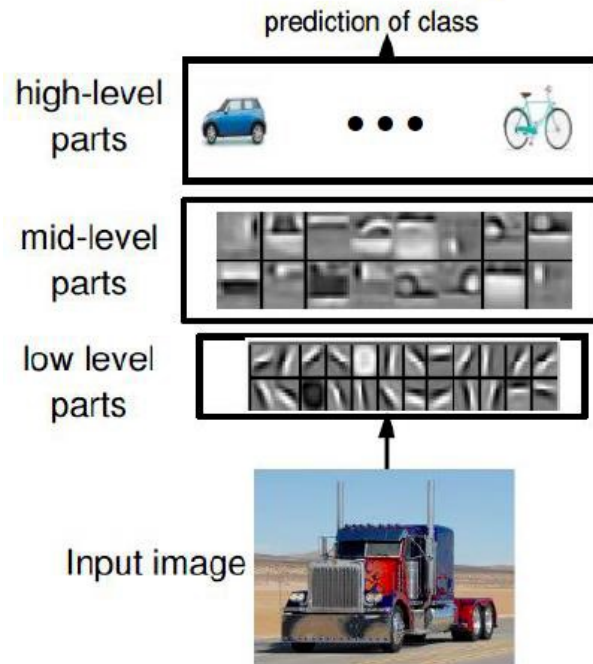 prediction of class
high-level
parts
mid-level
parts
low level
parts
Input image